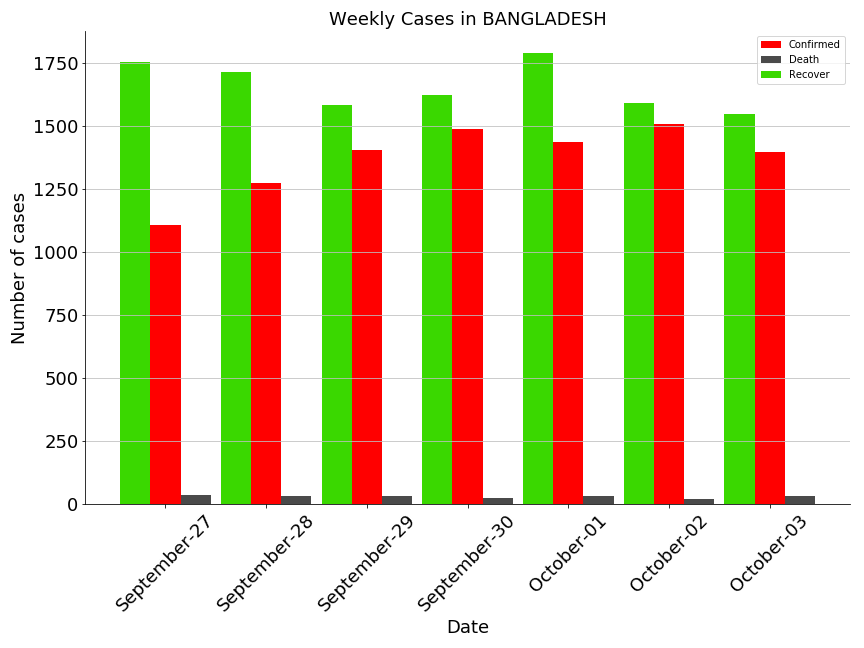 Weekly Cases in BANGLADESH
Confirmed
Death
Recover
Number of cases
1750
1500
1250
1000
750
500
250
0
September-27
September-28
September-29
September-30
October-01
October-02
October-03
Date